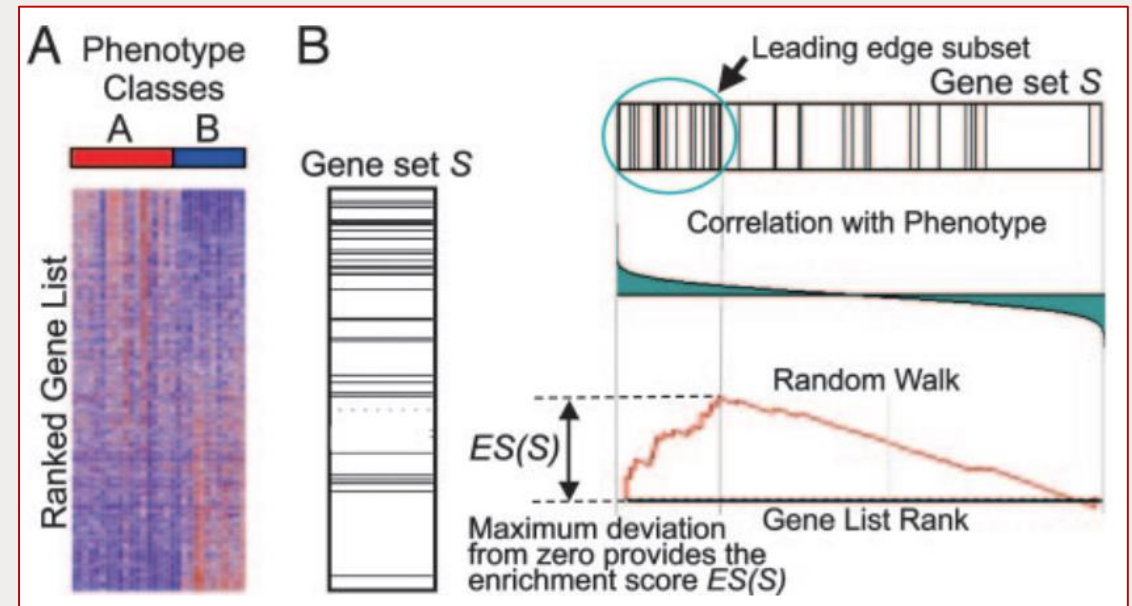 A
Phenotype
Classes
A B
Ranked Gene List
B
Gene set S
Leading edge subset
Gene set S
Correlation with Phenotype
Random Walk
ES(S)
Gene List Rank
Maximum deviation
from zero provides the
enrichment score ES(S)